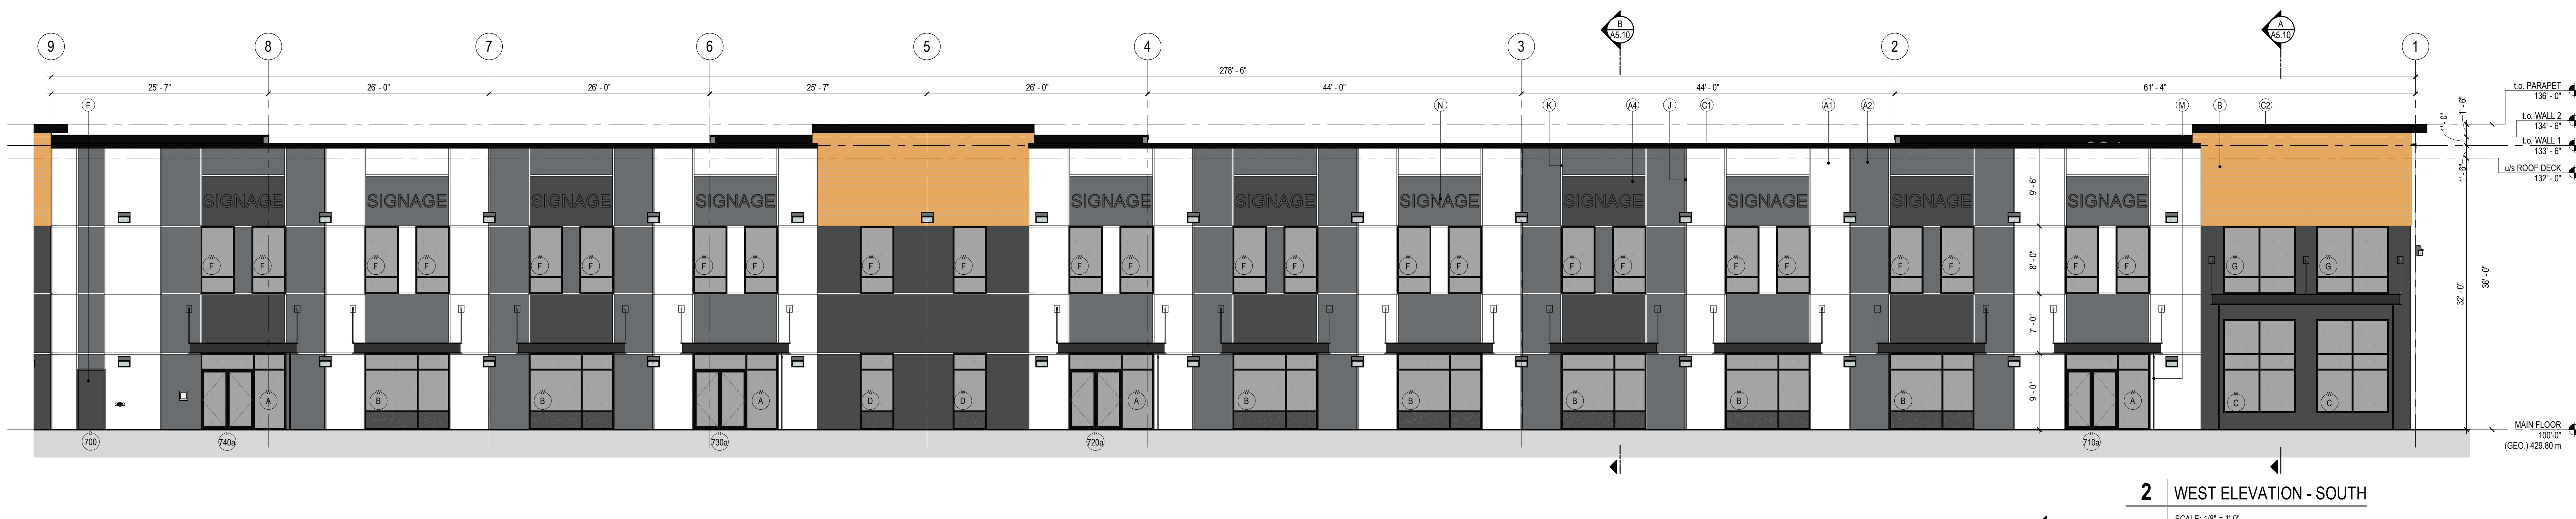 B
A5.10
A
A5.10
9
8
7
6
5
4
3
2
1
278' - 6"
25' - 7"
26' - 0"
26' - 0"
25' - 7"
26' - 0"
44' - 0"
44' - 0"
61' - 4"
F
N
K
A4
J
C1
A1
A2
M
B
C2
t.o. PARAPET
136' - 0"
t.o. WALL 2
134' - 6"
t.o. WALL 1
133' - 6"
u/s ROOF DECK
132' - 0"
1' - 6"
1' - 0"
1' - 6"
SIGNAGE SIGNAGE SIGNAGE SIGNAGE SIGNAGE SIGNAGE SIGNAGE SIGNAGE SIGNAGE SIGNAGE SIGNAGE
9' - 6"
8' - 0"
7' - 0"
9' - 0"
32' - 0"
36' - 0"
W F W F W F W F W F W F W F W F W F W F W F W F W F W F W F W F W F W F W F W F W F W F W F W F W G W G
W A W B W B W A W D W D W A W B W B W B W B W B W A W C W C
D 700
D 740a
D 730a
D 720a
D 710a
MAIN FLOOR
100'-0"
(GEO.) 429.80 m
2 WEST ELEVATION - SOUTH
SCALE: 1/8" = 1'-0"